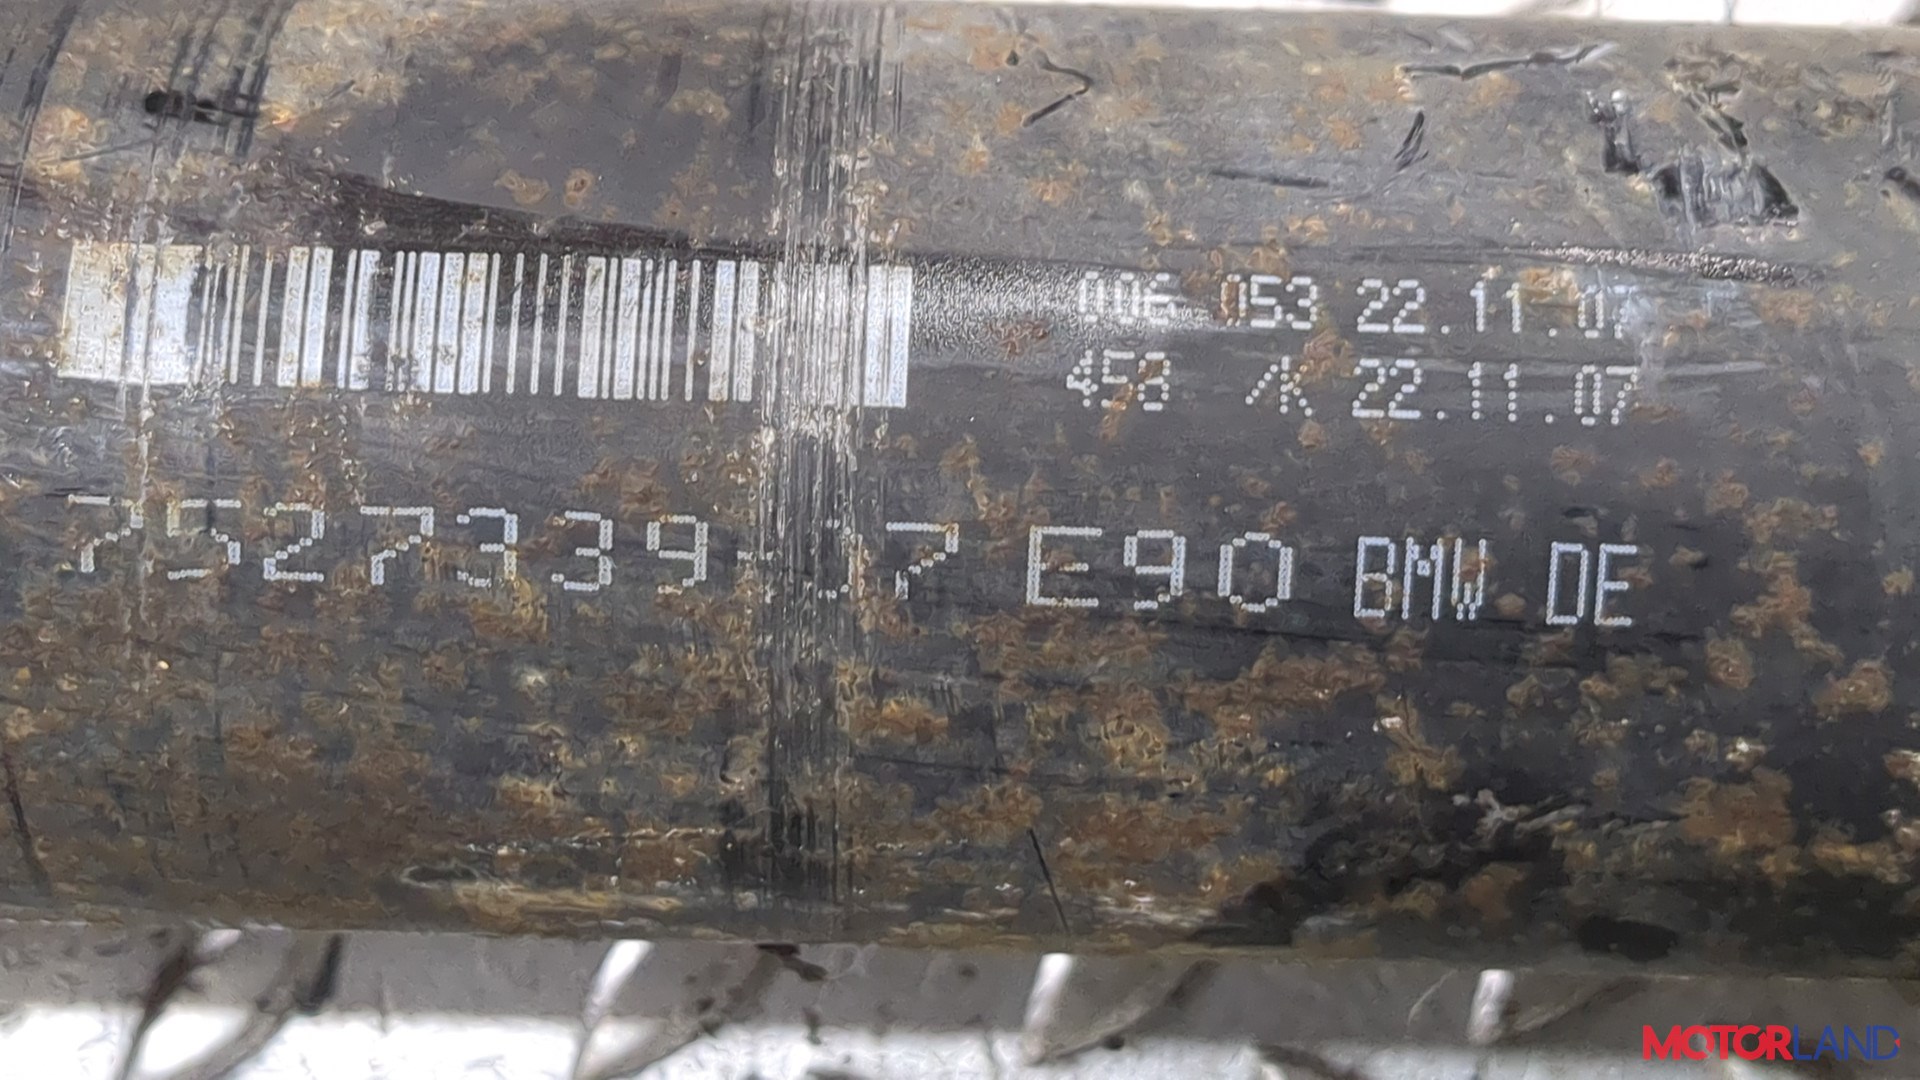 006 053 22.11.07
458 /K 22.11.07
7527339-07 E90 BMW DE
MOTORLAND